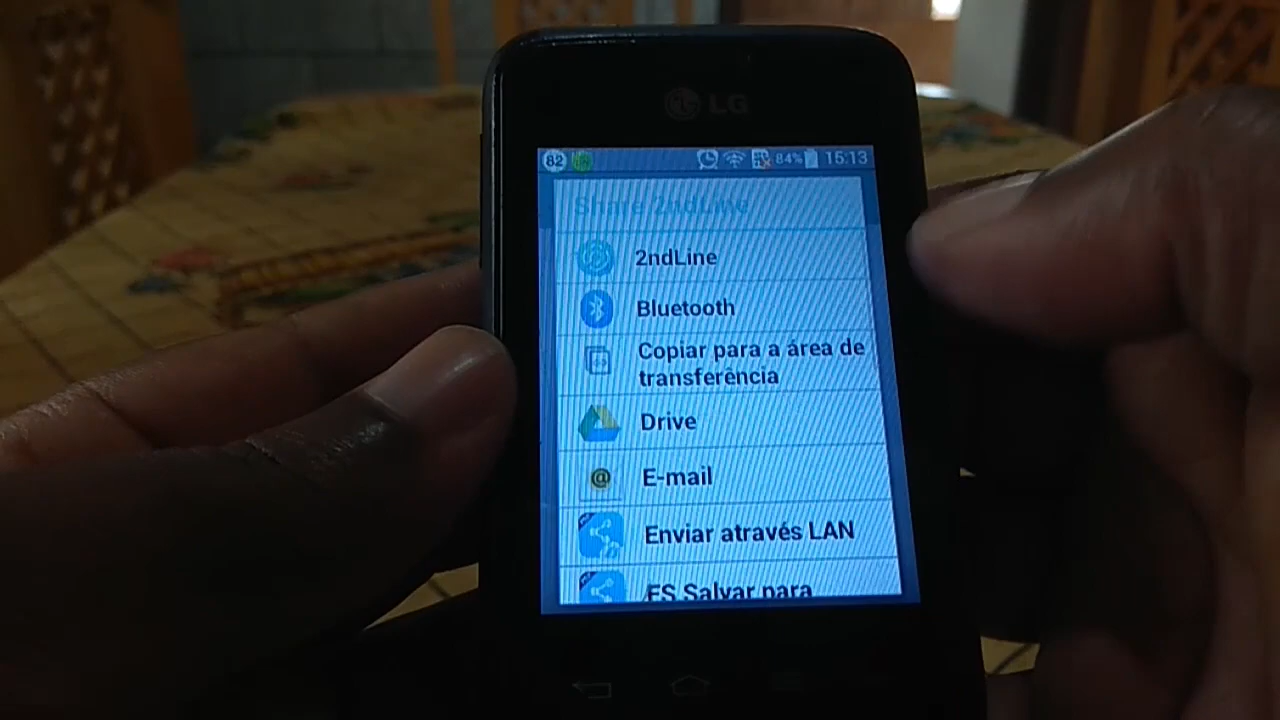 LG
82 84% 15:13
Share 2ndLine
2ndLine
Bluetooth
Copiar para a área de
transferência
Drive
@ E-mail
Enviar através LAN
ES Salvar para